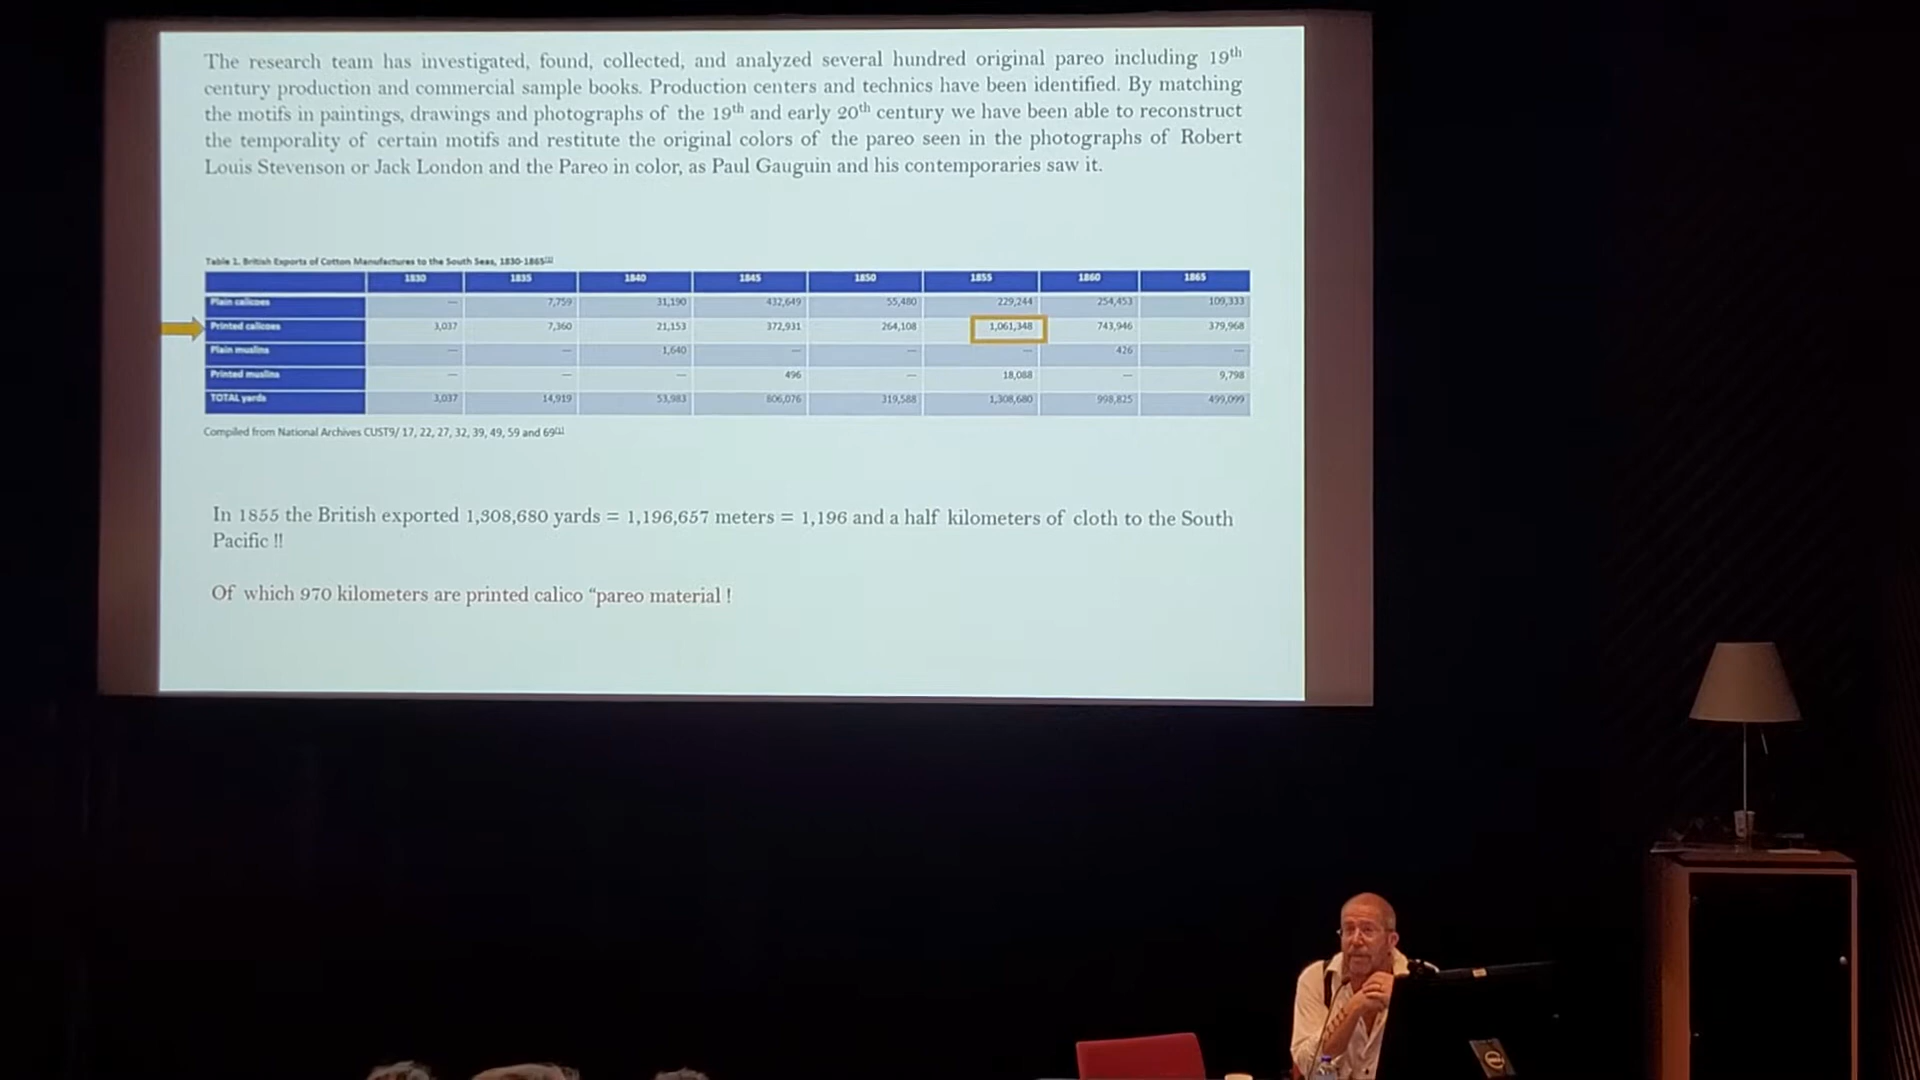 The research team has investigated, found, collected, and analyzed several hundred original pareo including 19th
century production and commercial sample books. Production centers and technics have been identified. By matching
the motifs in paintings, drawings and photographs of the 19th and early 20th century we have been able to reconstruct
the temporality of certain motifs and restitute the original colors of the pareo seen in the photographs of Robert
Louis Stevenson or Jack London and the Pareo in color, as Paul Gauguin and his contemporaries saw it.
Table 1. British Exports of Cotton Manufactures to the South Seas, 1830-1865[1]
1830 1835 1840 1845 1850 1855 1860 1865
Plain calicoes — 7,759 31,190 432,649 55,480 229,244 254,453 109,333
Printed calicoes 3,037 7,360 21,153 372,931 264,108 1,061,348 743,946 379,968
Plain muslins — — 1,640 — — — 426 —
Printed muslins — — — 496 — 18,088 — 9,798
TOTAL yards 3,037 14,919 53,983 806,076 319,588 1,308,680 998,825 499,099
Compiled from National Archives CUST9/ 17, 22, 27, 32, 39, 49, 59 and 69[1]
In 1855 the British exported 1,308,680 yards = 1,196,657 meters = 1,196 and a half kilometers of cloth to the South
Pacific !!
Of which 970 kilometers are printed calico “pareo material !